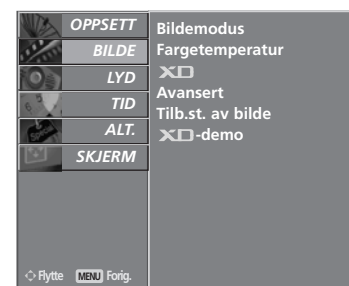 OPPSETT
BILDE
LYD
TID
ALT.
SKJERM
Bildemodus
Fargetemperatur
XD
Avansert
Tilb.st. av bilde
XD-demo
Flytte MENU Forig.